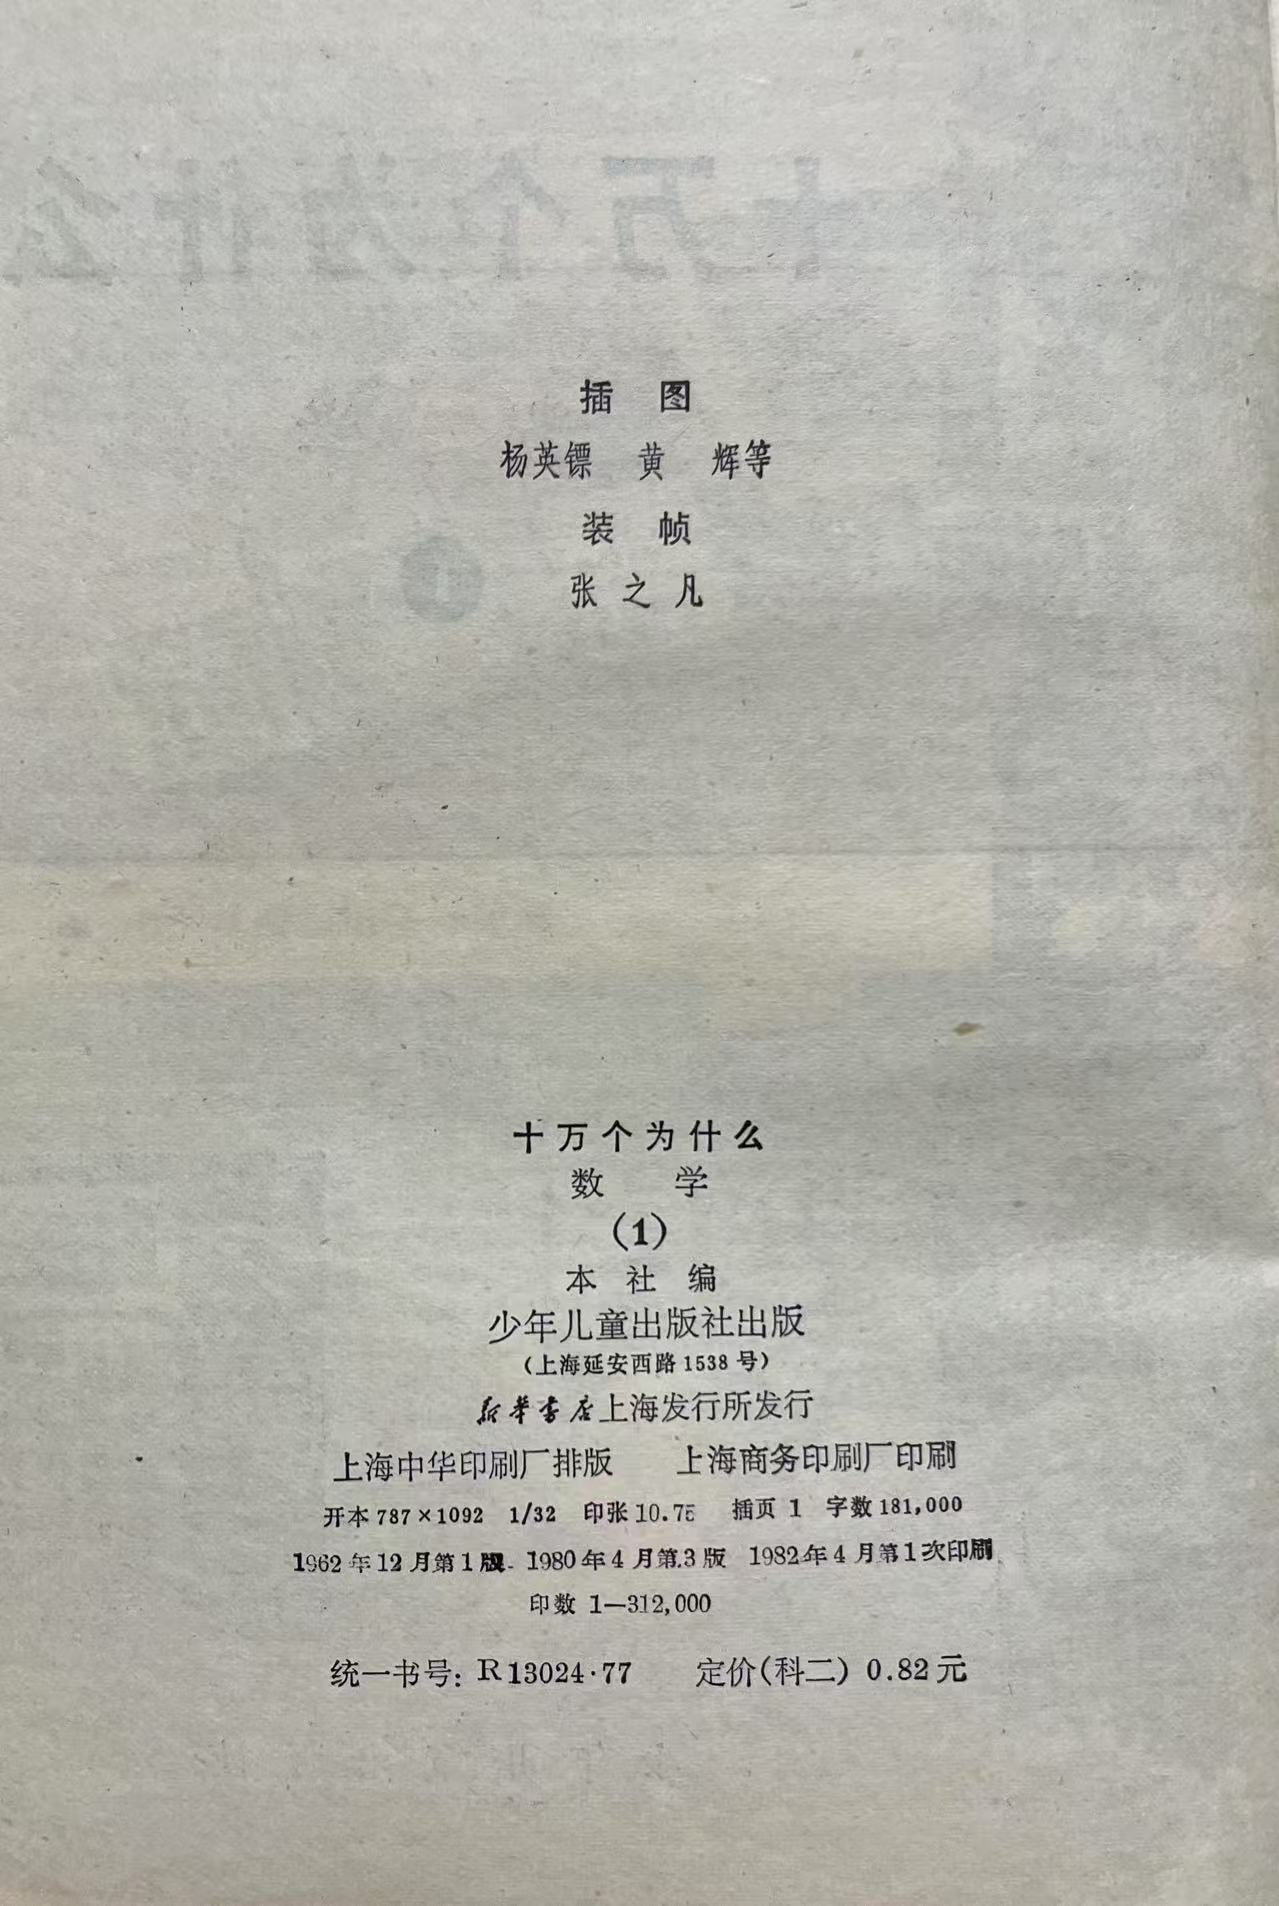 十万个为什么
1
插 图
杨英镖 黄 辉等
装 帧
张之凡
十万个为什么
数 学
(1)
本社编
少年儿童出版社出版
(上海延安西路1538号)
新华书店上海发行所发行
上海中华印刷厂排版 上海商务印刷厂印刷
开本 787×1092 1/32 印张 10.75 插页 1 字数 181,000
1962年12月第1版 1980年4月第3版 1982年4月第1次印刷
印数 1—312,000
统一书号: R13024·77 定价(科二) 0.82元